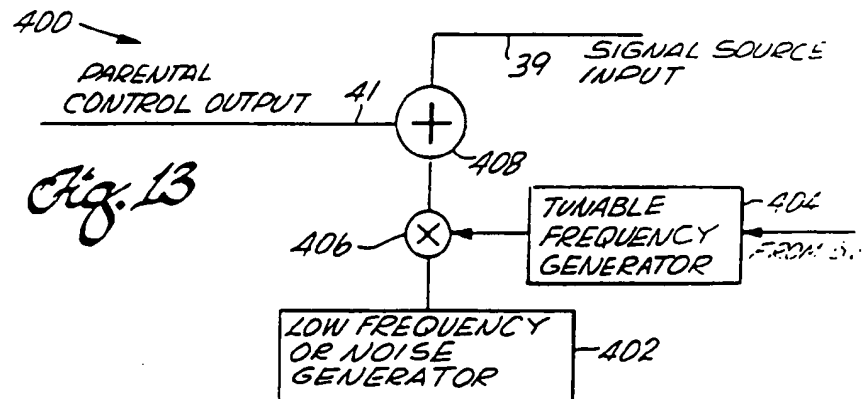 400
PARENTAL
CONTROL OUTPUT
41
39
SIGNAL SOURCE
INPUT
+
408
Fig. 13
406
×
TUNABLE
FREQUENCY
GENERATOR
404
FROM
LOW FREQUENCY
OR NOISE
GENERATOR
402